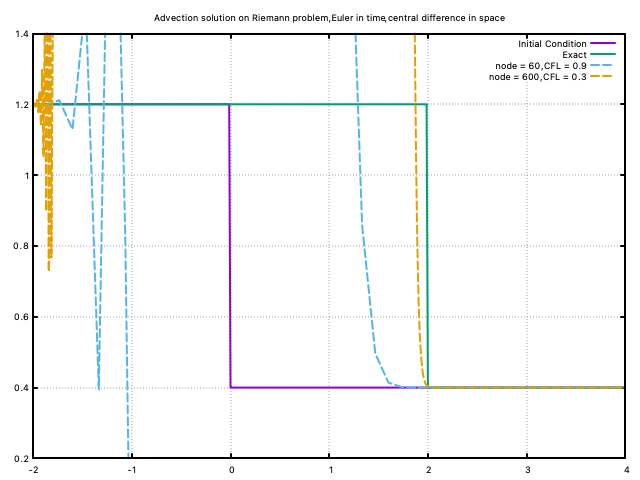 Advection solution on Riemann problem,Euler in time,central difference in space
Initial Condition
Exact
node = 60,CFL = 0.9
node = 600,CFL = 0.3
1.4
1.2
1
0.8
0.6
0.4
0.2
-2 -1 0 1 2 3 4